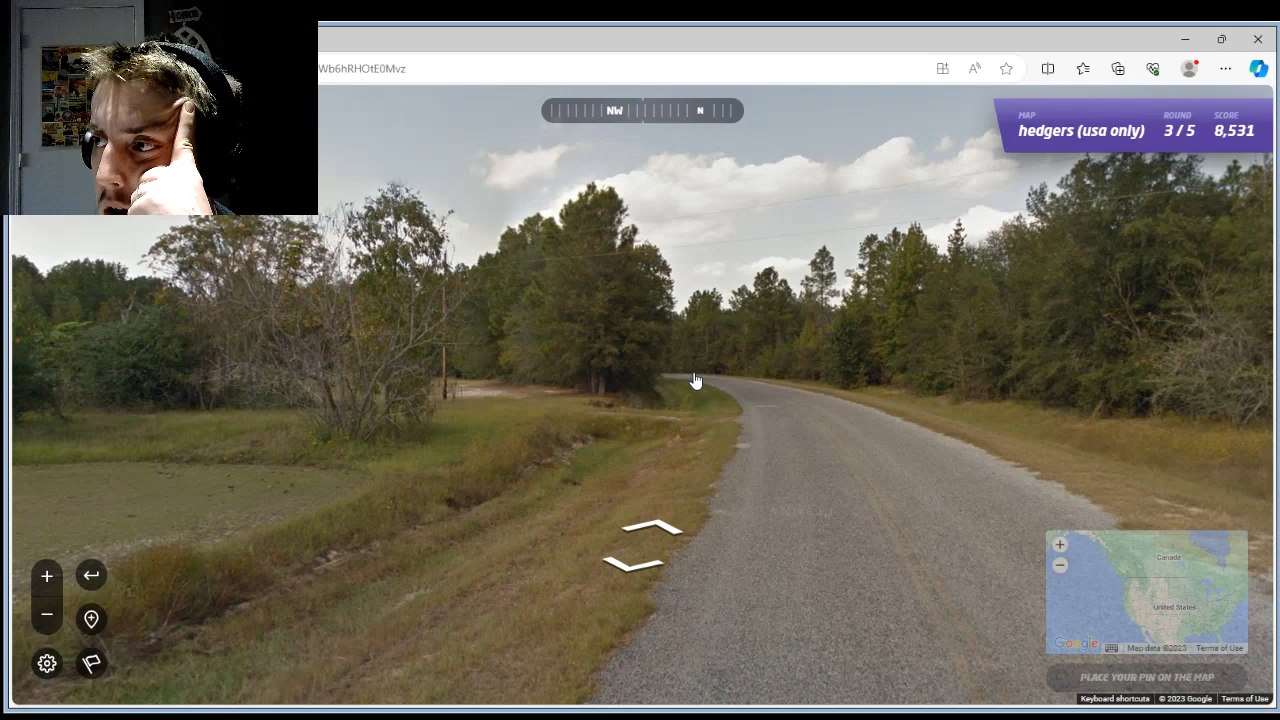 Wb6hRHOtE0Mvz
NW N
MAP ROUND SCORE
hedgers (usa only) 3 / 5 8,531
Canada
United States
Google
Map data ©2023 Terms of Use
PLACE YOUR PIN ON THE MAP
Keyboard shortcuts © 2023 Google Terms of Use